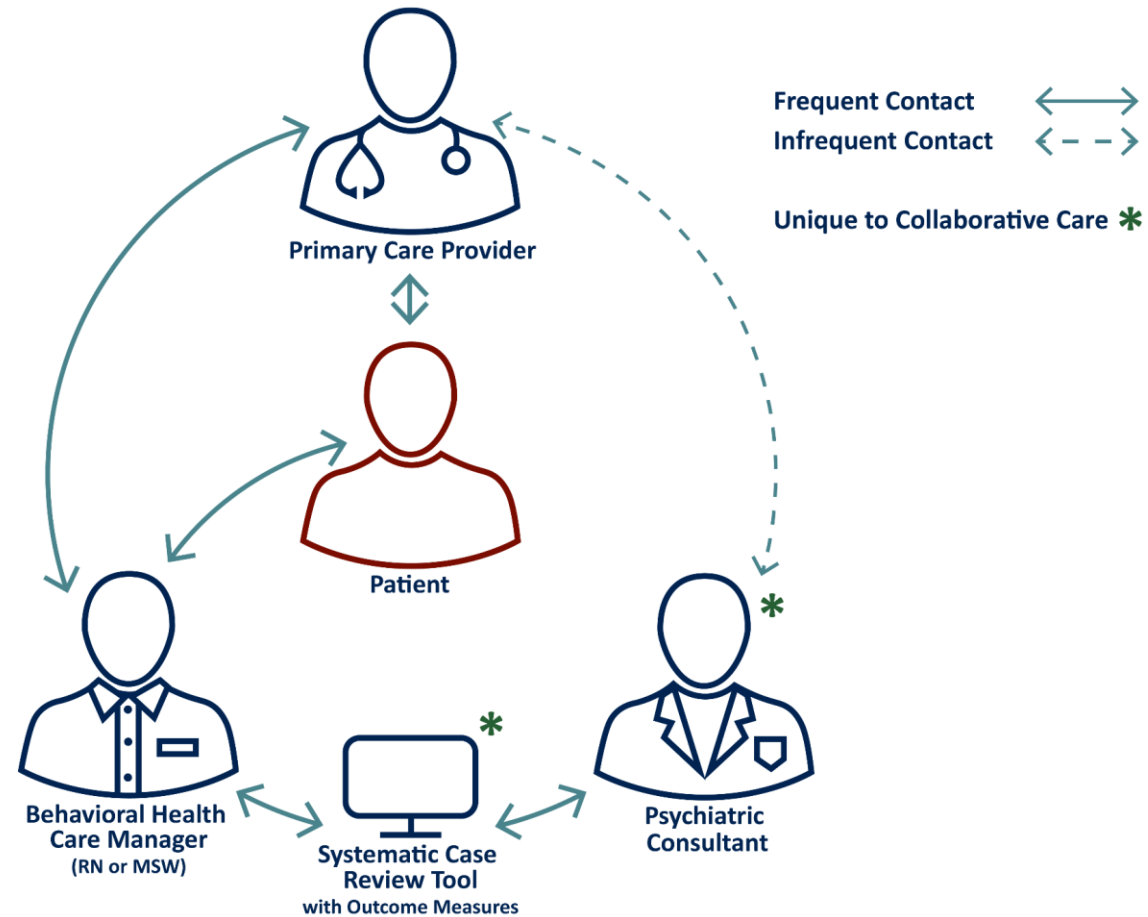 Frequent Contact
Infrequent Contact
Unique to Collaborative Care *
Primary Care Provider
Patient
*
*
Behavioral Health
Care Manager
(RN or MSW)
Systematic Case
Review Tool
with Outcome Measures
Psychiatric
Consultant